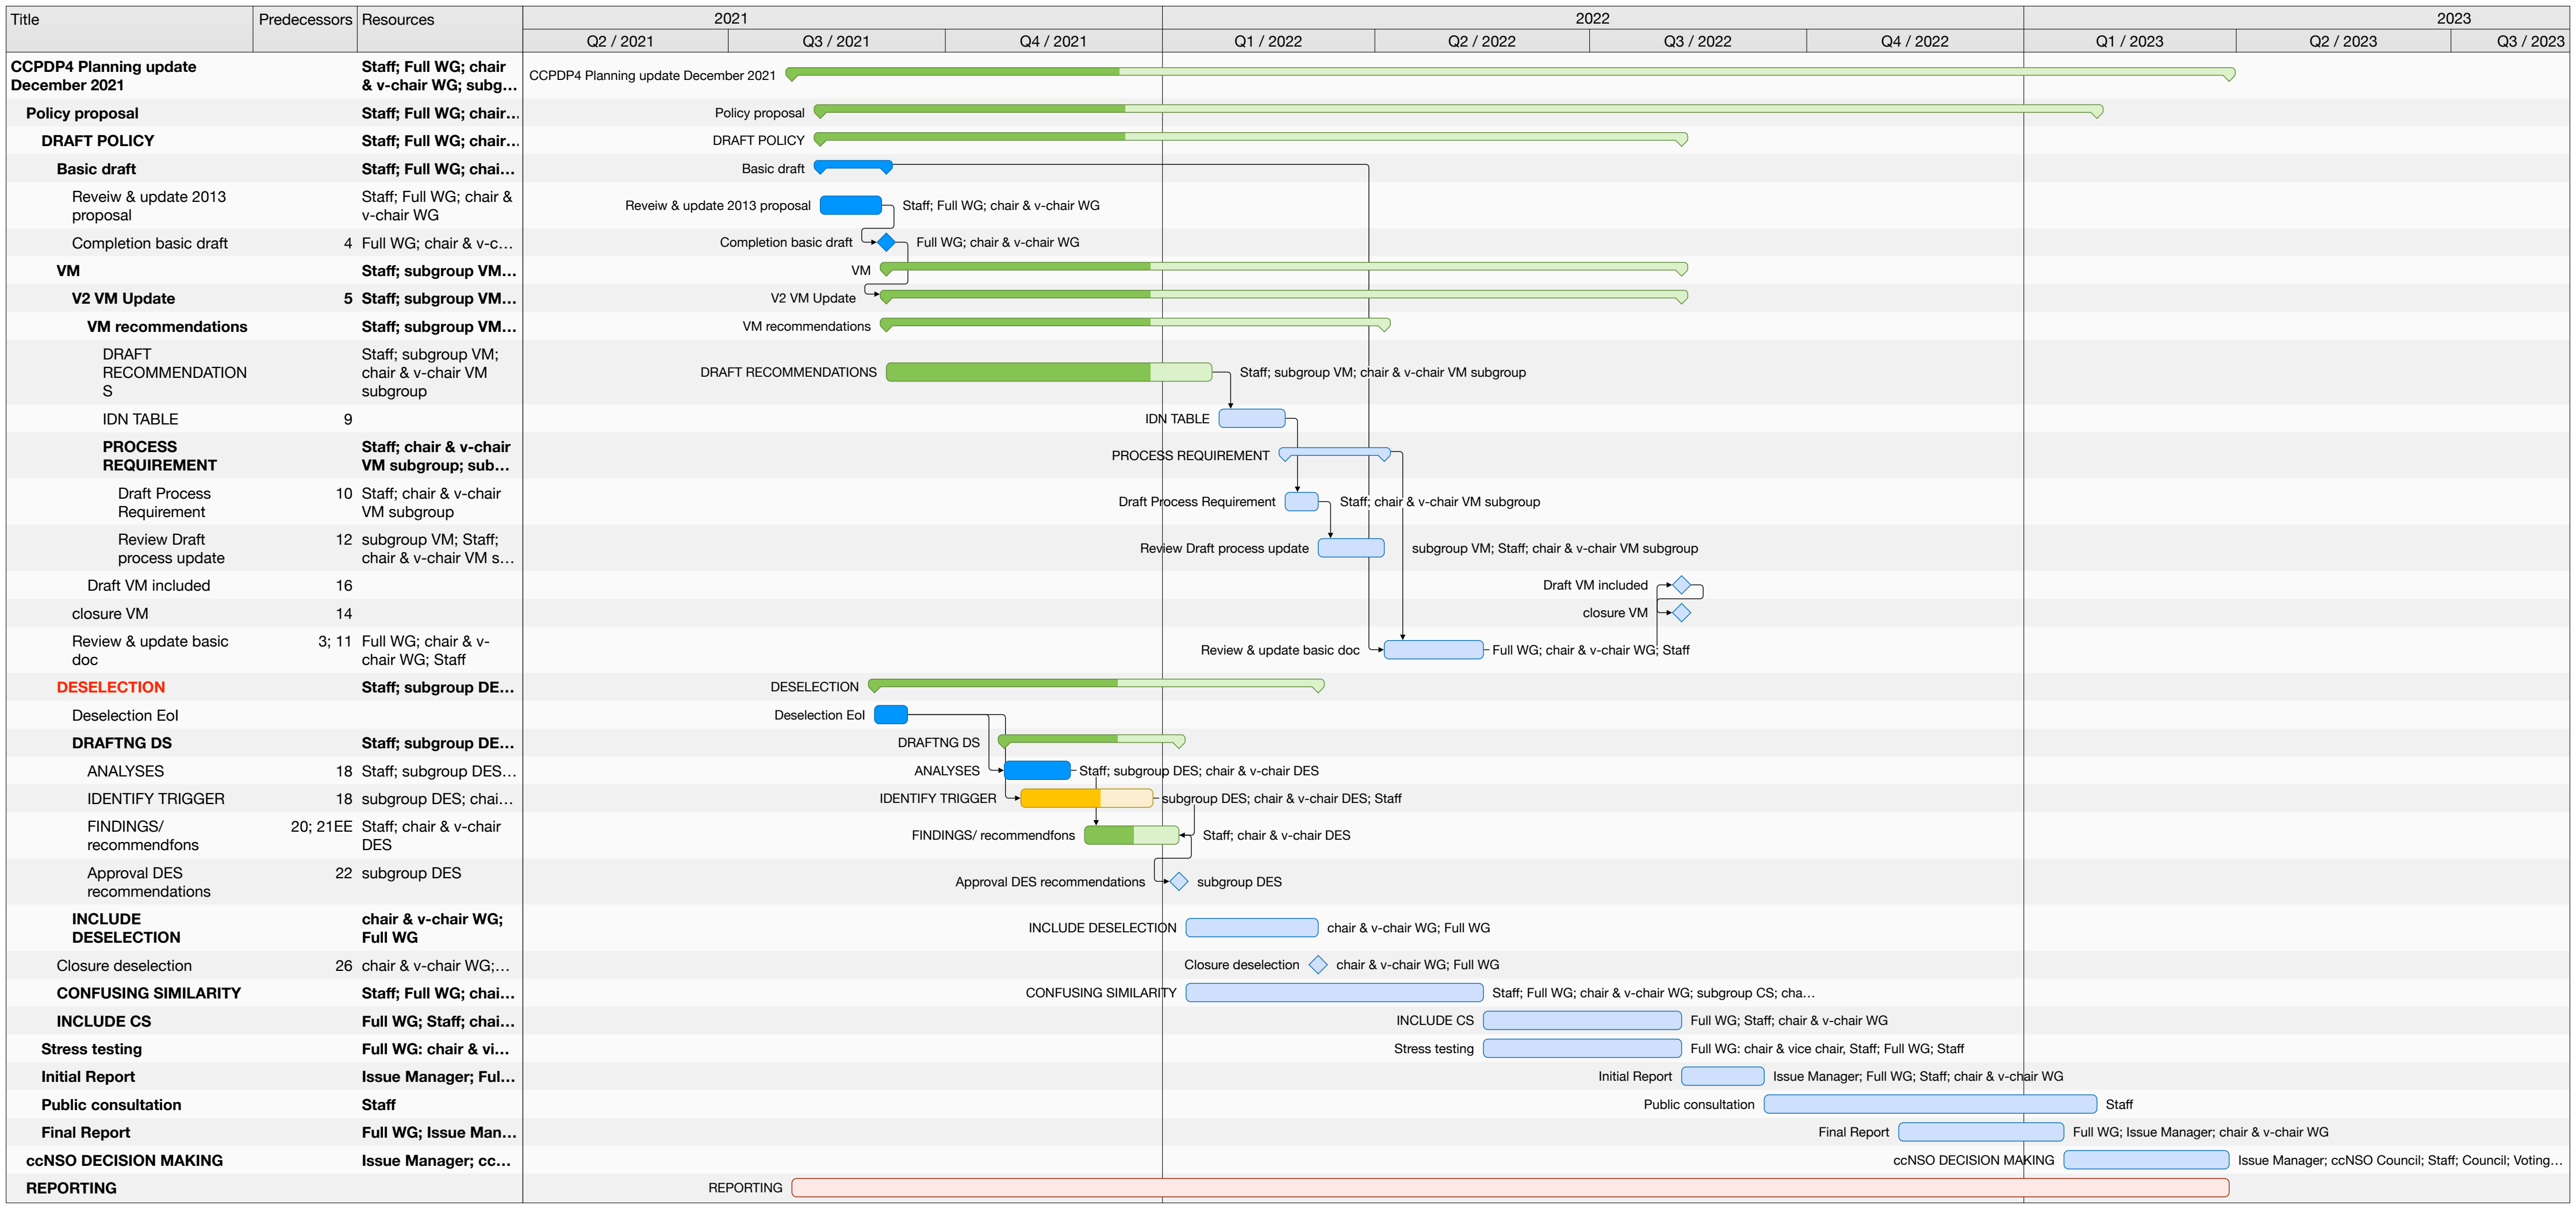 Title Predecessors Resources 2021 2022 2023
Q2 / 2021 Q3 / 2021 Q4 / 2021 Q1 / 2022 Q2 / 2022 Q3 / 2022 Q4 / 2022 Q1 / 2023 Q2 / 2023 Q3 / 2023
CCPDP4 Planning update Staff; Full WG; chair
December 2021 & v-chair WG; subg…
CCPDP4 Planning update December 2021
Policy proposal Staff; Full WG; chair… Policy proposal
DRAFT POLICY Staff; Full WG; chair… DRAFT POLICY
Basic draft Staff; Full WG; chai… Basic draft
Reveiw & update 2013 Staff; Full WG; chair &
proposal v-chair WG
Reveiw & update 2013 proposal Staff; Full WG; chair & v-chair WG
Completion basic draft 4 Full WG; chair & v-c… Completion basic draft Full WG; chair & v-chair WG
VM Staff; subgroup VM… VM
V2 VM Update 5 Staff; subgroup VM… V2 VM Update
VM recommendations Staff; subgroup VM… VM recommendations
DRAFT Staff; subgroup VM;
RECOMMENDATION chair & v-chair VM
S subgroup
DRAFT RECOMMENDATIONS Staff; subgroup VM; chair & v-chair VM subgroup
IDN TABLE 9 IDN TABLE
PROCESS Staff; chair & v-chair
REQUIREMENT VM subgroup; sub…
PROCESS REQUIREMENT
Draft Process 10 Staff; chair & v-chair
Requirement VM subgroup
Draft Process Requirement Staff; chair & v-chair VM subgroup
Review Draft 12 subgroup VM; Staff;
process update chair & v-chair VM s…
Review Draft process update subgroup VM; Staff; chair & v-chair VM subgroup
Draft VM included 16 Draft VM included
closure VM 14 closure VM
Review & update basic 3; 11 Full WG; chair & v-
doc chair WG; Staff
Review & update basic doc Full WG; chair & v-chair WG; Staff
DESELECTION Staff; subgroup DE… DESELECTION
Deselection EoI Deselection EoI
DRAFTNG DS Staff; subgroup DE… DRAFTNG DS
ANALYSES 18 Staff; subgroup DES… ANALYSES Staff; subgroup DES; chair & v-chair DES
IDENTIFY TRIGGER 18 subgroup DES; chai… IDENTIFY TRIGGER subgroup DES; chair & v-chair DES; Staff
FINDINGS/ 20; 21EE Staff; chair & v-chair
recommendfons DES
FINDINGS/ recommendfons Staff; chair & v-chair DES
Approval DES 22 subgroup DES
recommendations
Approval DES recommendations subgroup DES
INCLUDE chair & v-chair WG;
DESELECTION Full WG
INCLUDE DESELECTION chair & v-chair WG; Full WG
Closure deselection 26 chair & v-chair WG;… Closure deselection chair & v-chair WG; Full WG
CONFUSING SIMILARITY Staff; Full WG; chai… CONFUSING SIMILARITY Staff; Full WG; chair & v-chair WG; subgroup CS; cha…
INCLUDE CS Full WG; Staff; chai… INCLUDE CS Full WG; Staff; chair & v-chair WG
Stress testing Full WG: chair & vi… Stress testing Full WG: chair & vice chair, Staff; Full WG; Staff
Initial Report Issue Manager; Ful… Initial Report Issue Manager; Full WG; Staff; chair & v-chair WG
Public consultation Staff Public consultation Staff
Final Report Full WG; Issue Man… Final Report Full WG; Issue Manager; chair & v-chair WG
ccNSO DECISION MAKING Issue Manager; cc… ccNSO DECISION MAKING Issue Manager; ccNSO Council; Staff; Council; Voting…
REPORTING REPORTING